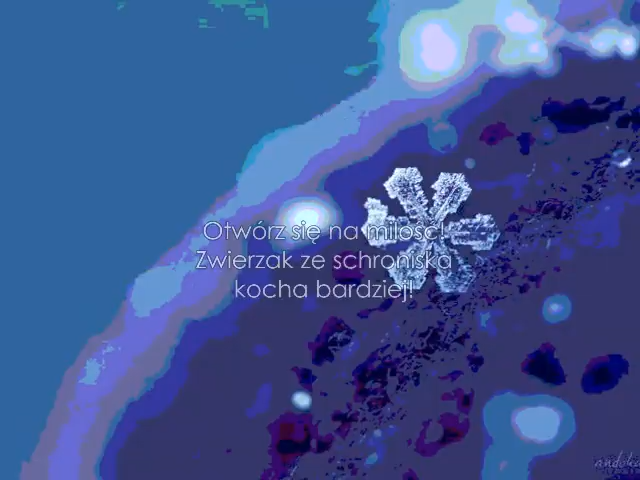 Otwórz się na miłość!
Zwierzak ze schroniska
kocha bardziej!